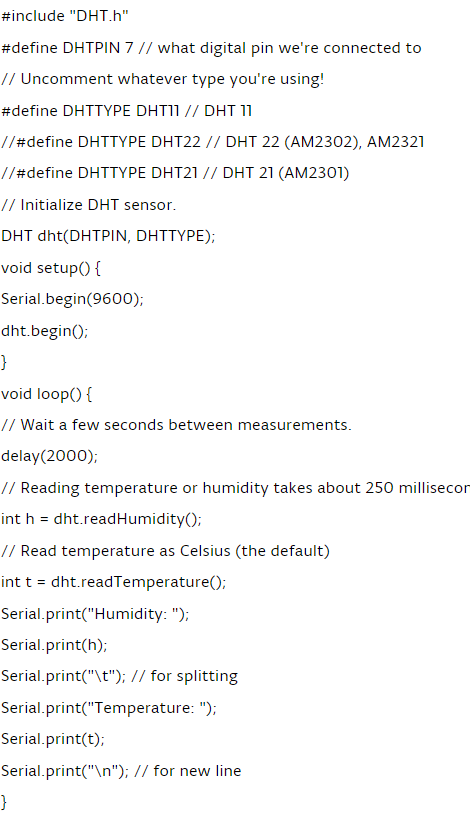 #include "DHT.h"
#define DHTPIN 7 // what digital pin we're connected to
// Uncomment whatever type you're using!
#define DHTTYPE DHT11 // DHT 11
//#define DHTTYPE DHT22 // DHT 22 (AM2302), AM2321
//#define DHTTYPE DHT21 // DHT 21 (AM2301)
// Initialize DHT sensor.
DHT dht(DHTPIN, DHTTYPE);
void setup() {
Serial.begin(9600);
dht.begin();
}
void loop() {
// Wait a few seconds between measurements.
delay(2000);
// Reading temperature or humidity takes about 250 millisecor
int h = dht.readHumidity();
// Read temperature as Celsius (the default)
int t = dht.readTemperature();
Serial.print("Humidity: ");
Serial.print(h);
Serial.print("\t"); // for splitting
Serial.print("Temperature: ");
Serial.print(t);
Serial.print("\n"); // for new line
}